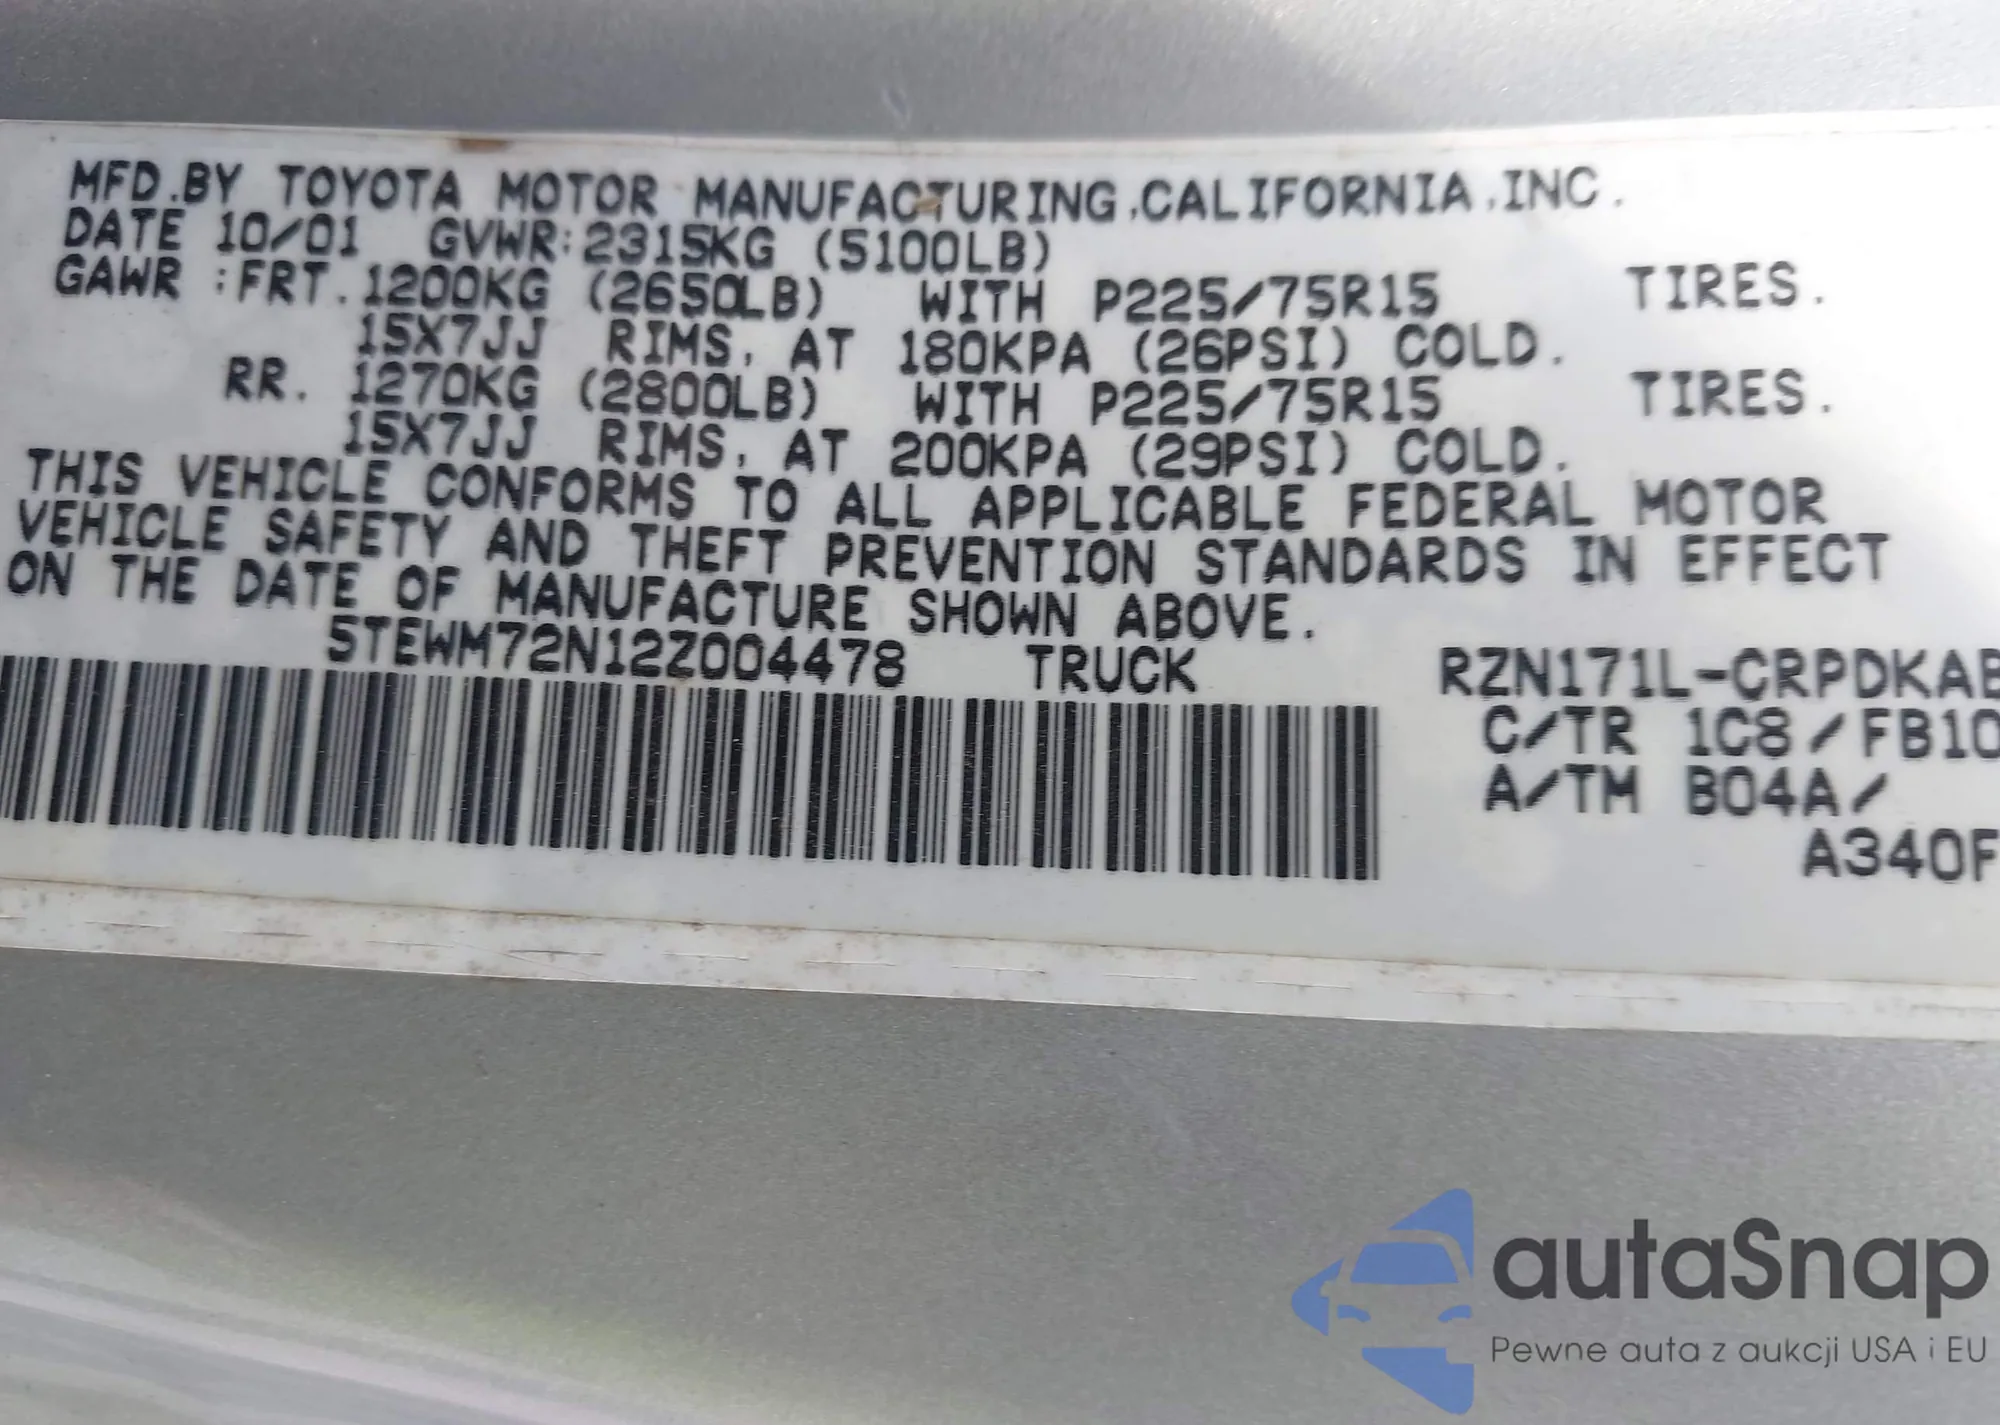 MFD.BY TOYOTA MOTOR MANUFACTURING,CALIFORNIA,INC.
DATE 10/01 GVWR:2315KG (5100LB)
GAWR :FRT. 1200KG (2650LB) WITH P225/75R15 TIRES.
15X7JJ RIMS, AT 180KPA (26PSI) COLD.
RR. 1270KG (2800LB) WITH P225/75R15 TIRES.
15X7JJ RIMS, AT 200KPA (29PSI) COLD.
THIS VEHICLE CONFORMS TO ALL APPLICABLE FEDERAL MOTOR
VEHICLE SAFETY AND THEFT PREVENTION STANDARDS IN EFFECT
ON THE DATE OF MANUFACTURE SHOWN ABOVE.
5TEWM72N12Z004478 TRUCK RZN171L-CRPDKAB
C/TR 1C8/FB10
A/TM B04A/
A340F
autaSnap
Pewne auta z aukcji USA i EU